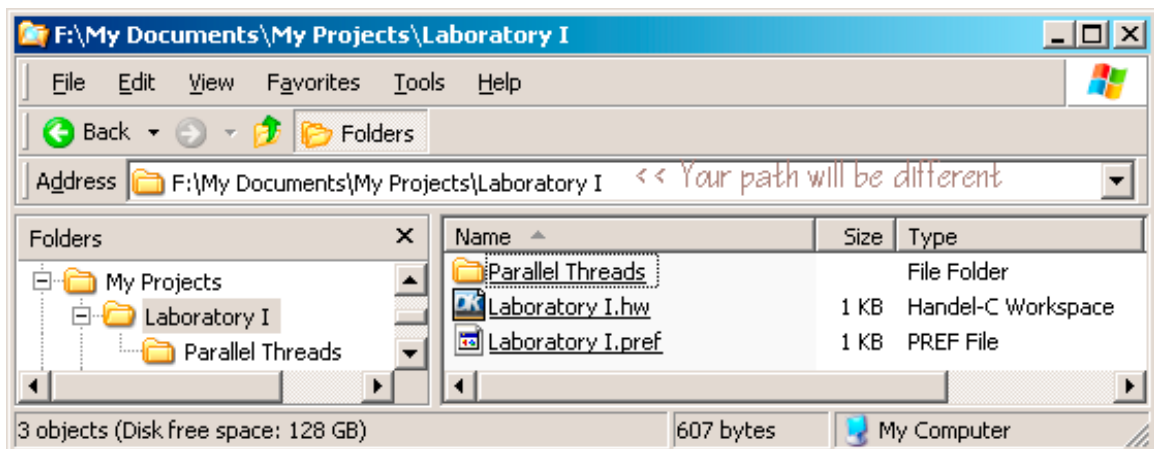 F:\My Documents\My Projects\Laboratory I
File Edit View Favorites Tools Help
Back Folders
Address F:\My Documents\My Projects\Laboratory I << Your path will be different
Folders
My Projects
Laboratory I
Parallel Threads
Name Size Type
Parallel Threads File Folder
Laboratory I.hw 1 KB Handel-C Workspace
Laboratory I.pref 1 KB PREF File
3 objects (Disk free space: 128 GB) 607 bytes My Computer